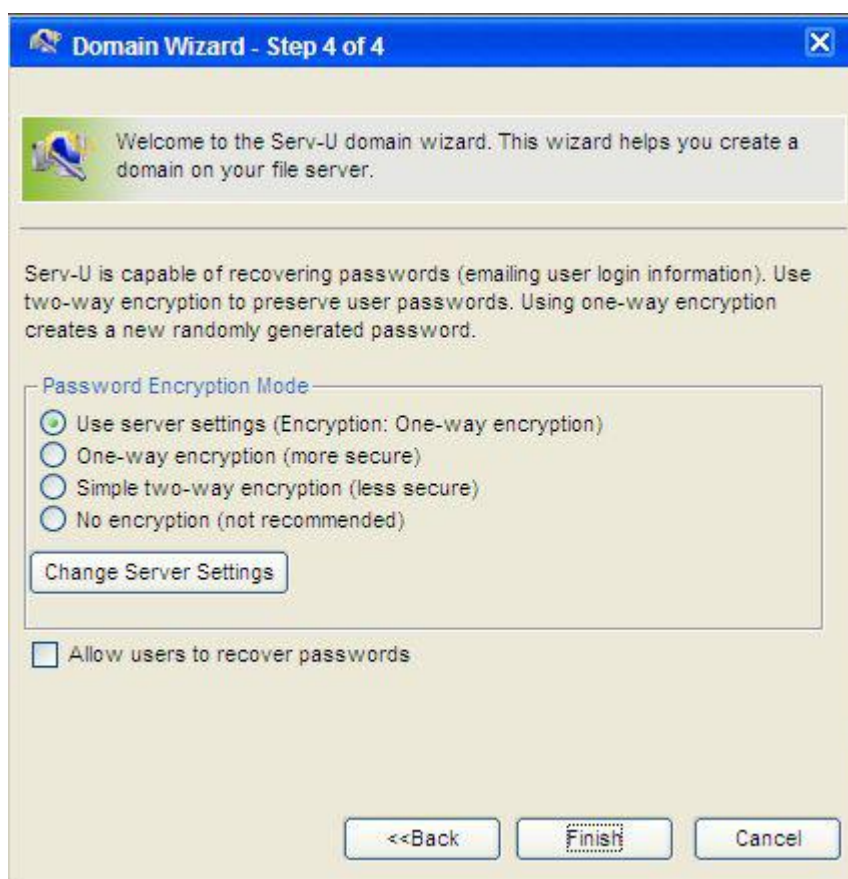 Domain Wizard - Step 4 of 4
Welcome to the Serv-U domain wizard. This wizard helps you create a
domain on your file server.
Serv-U is capable of recovering passwords (emailing user login information). Use
two-way encryption to preserve user passwords. Using one-way encryption
creates a new randomly generated password.
Password Encryption Mode
Use server settings (Encryption: One-way encryption)
One-way encryption (more secure)
Simple two-way encryption (less secure)
No encryption (not recommended)
Change Server Settings
Allow users to recover passwords
<<Back Finish Cancel